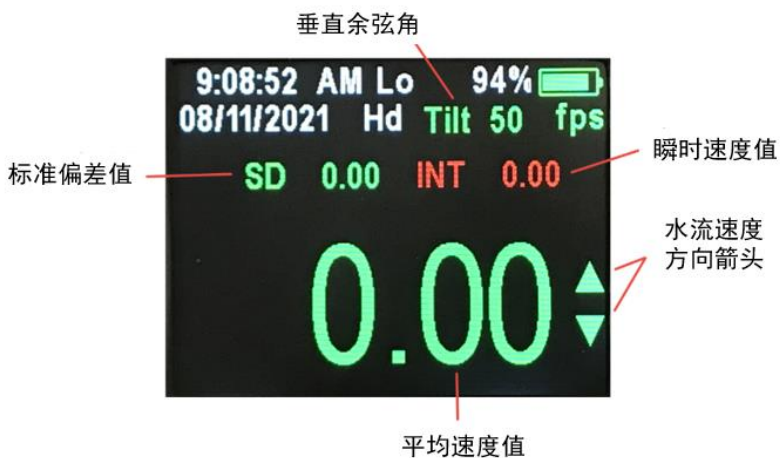 垂直余弦角
9:08:52 AM Lo 94%
08/11/2021 Hd Tilt 50 fps
标准偏差值
SD 0.00 INT 0.00
瞬时速度值
水流速度
方向箭头
0.00
平均速度值